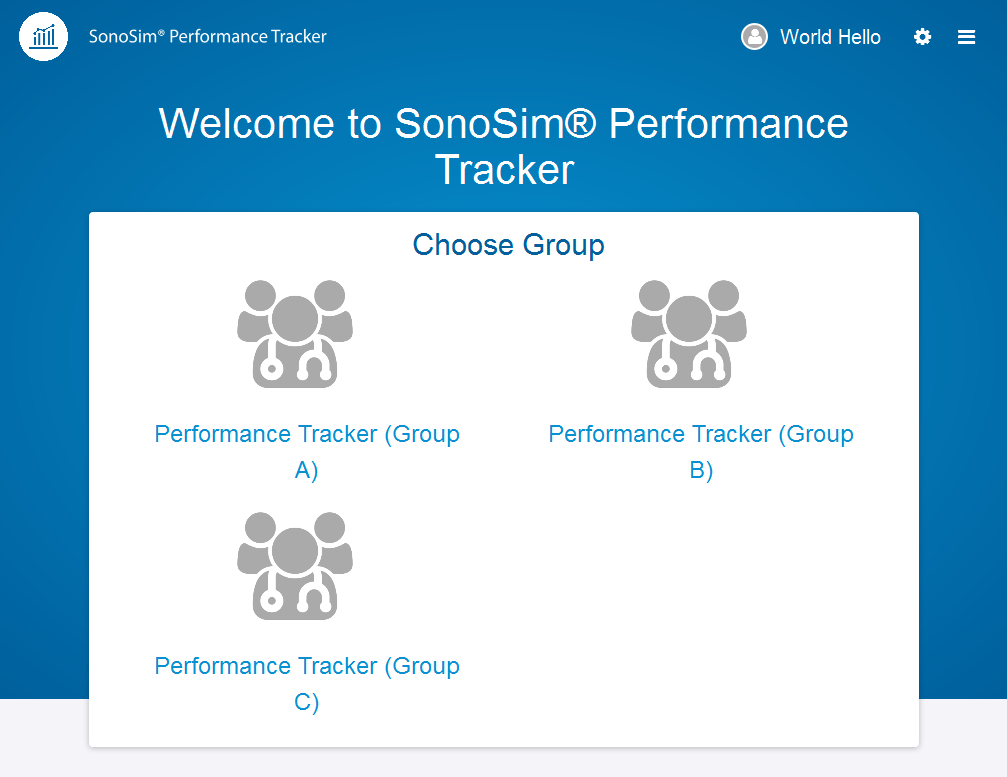 SonoSim® Performance Tracker
World Hello
Welcome to SonoSim® Performance
Tracker
Choose Group
Performance Tracker (Group
A)
Performance Tracker (Group
B)
Performance Tracker (Group
C)